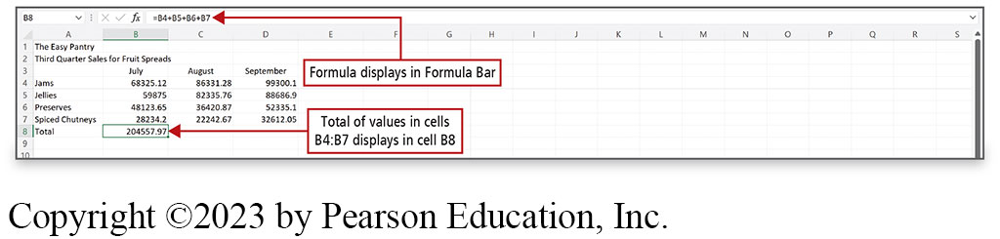 B8 fx =B4+B5+B6+B7
A B C D E F G H I J K L M N O P Q R S
1 The Easy Pantry
2 Third Quarter Sales for Fruit Spreads
3 July August September
4 Jams 68325.12 86331.28 99300.1
Formula displays in Formula Bar
5 Jellies 59875 82335.76 88686.9
6 Preserves 48123.65 36420.87 52335.1
7 Spiced Chutneys 28234.2 22242.67 32612.05
8 Total 204557.97
Total of values in cells
B4:B7 displays in cell B8
9
10
Copyright ©2023 by Pearson Education, Inc.